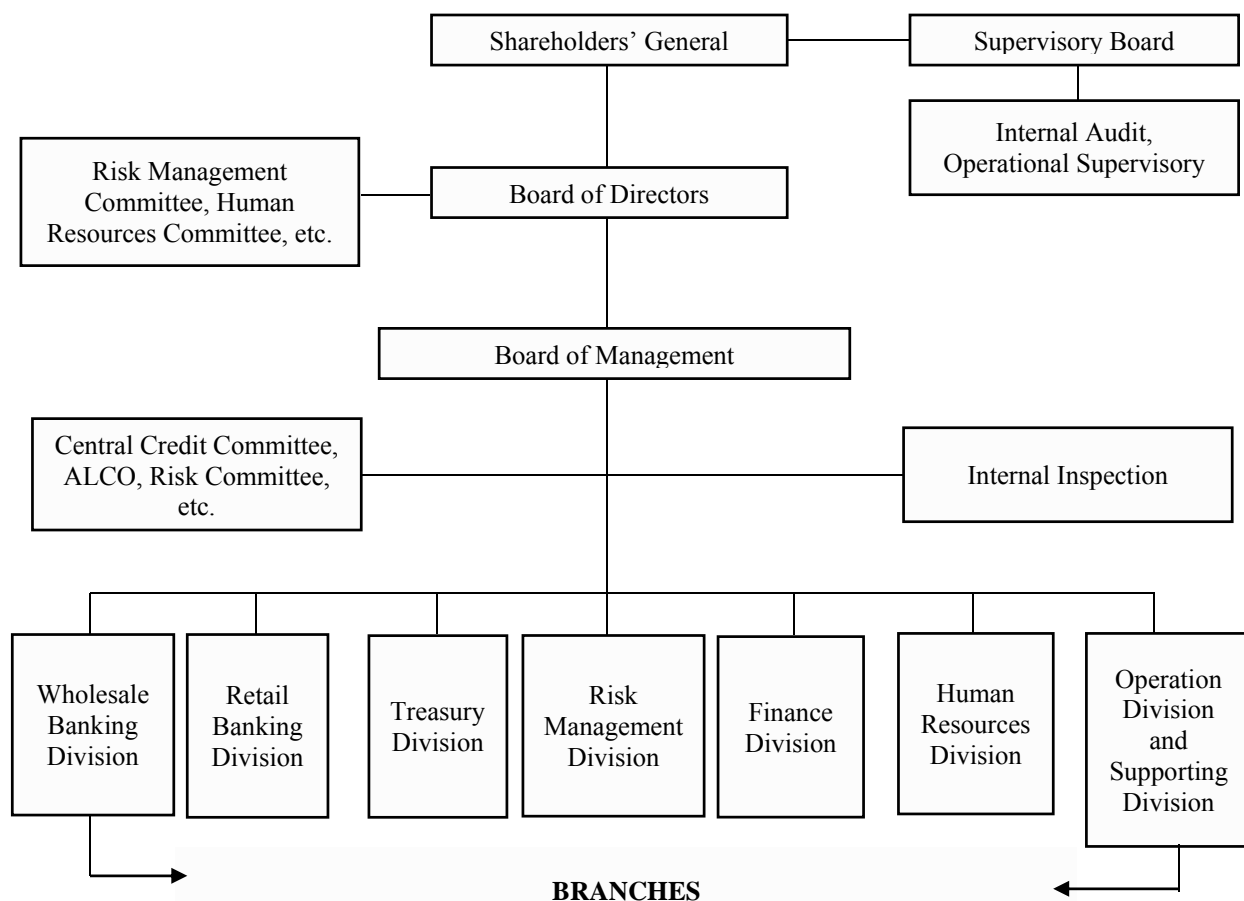 Shareholders’ General
Supervisory Board
Internal Audit,
Operational Supervisory
Risk Management
Committee, Human
Resources Committee, etc.
Board of Directors
Board of Management
Central Credit Committee,
ALCO, Risk Committee,
etc.
Internal Inspection
Wholesale
Banking
Division
Retail
Banking
Division
Treasury
Division
Risk
Management
Division
Finance
Division
Human
Resources
Division
Operation
Division
and
Supporting
Division
BRANCHES